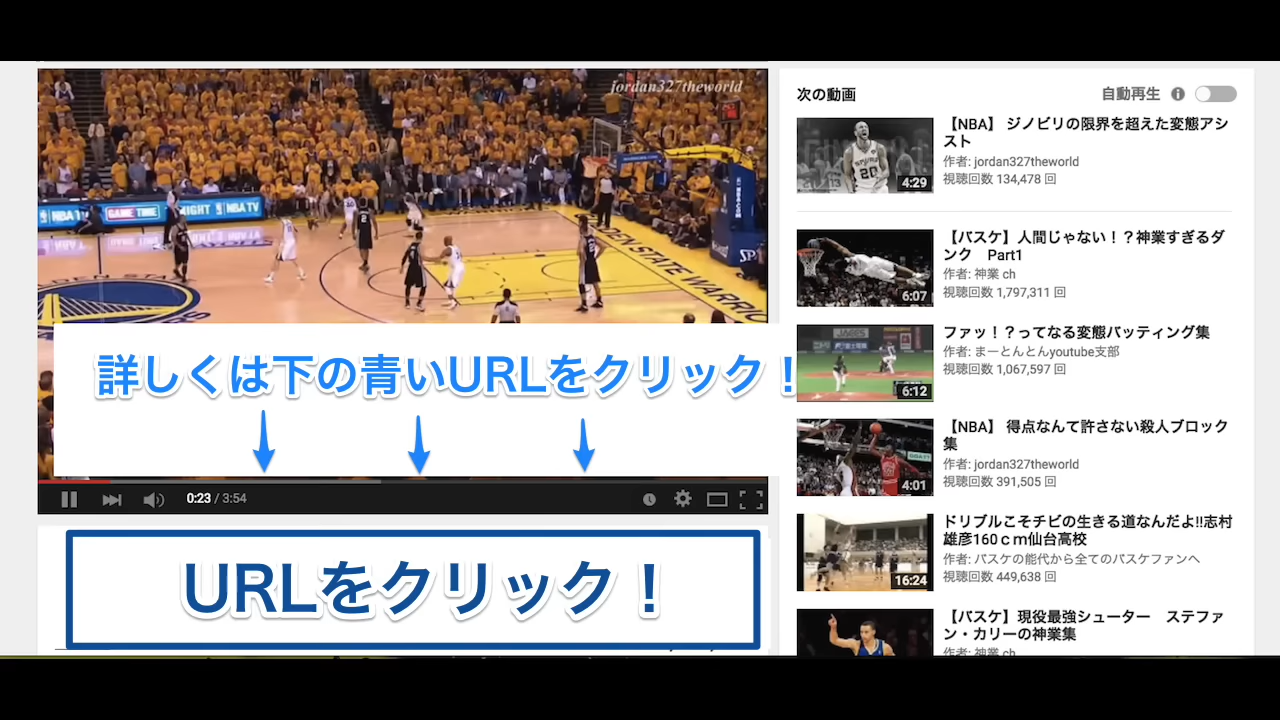 jordan327theworld
NBA T
GAME TIME
NIGHT
NBA TV
GOLDEN STATE WARRIO
詳しくは下の青いURLをクリック！
0:23 / 3:54
URLをクリック！
次の動画
自動再生
4:29
【NBA】 ジノビリの限界を超えた変態アシ
スト
作者: jordan327theworld
視聴回数 134,478 回
6:07
【バスケ】人間じゃない！？神業すぎるダ
ンク　Part1
作者: 神業 ch
視聴回数 1,797,311 回
6:12
ファッ！？ってなる変態バッティング集
作者: まーとんとんyoutube支部
視聴回数 1,067,597 回
4:01
【NBA】 得点なんて許さない殺人ブロック
集
作者: jordan327theworld
視聴回数 391,505 回
16:24
ドリブルこそチビの生きる道なんだよ!!志村
雄彦160ｃｍ仙台高校
作者: バスケの能代から全てのバスケファンへ
視聴回数 449,638 回
【バスケ】現役最強シューター　ステファ
ン・カリーの神業集
作者: 神業 ch